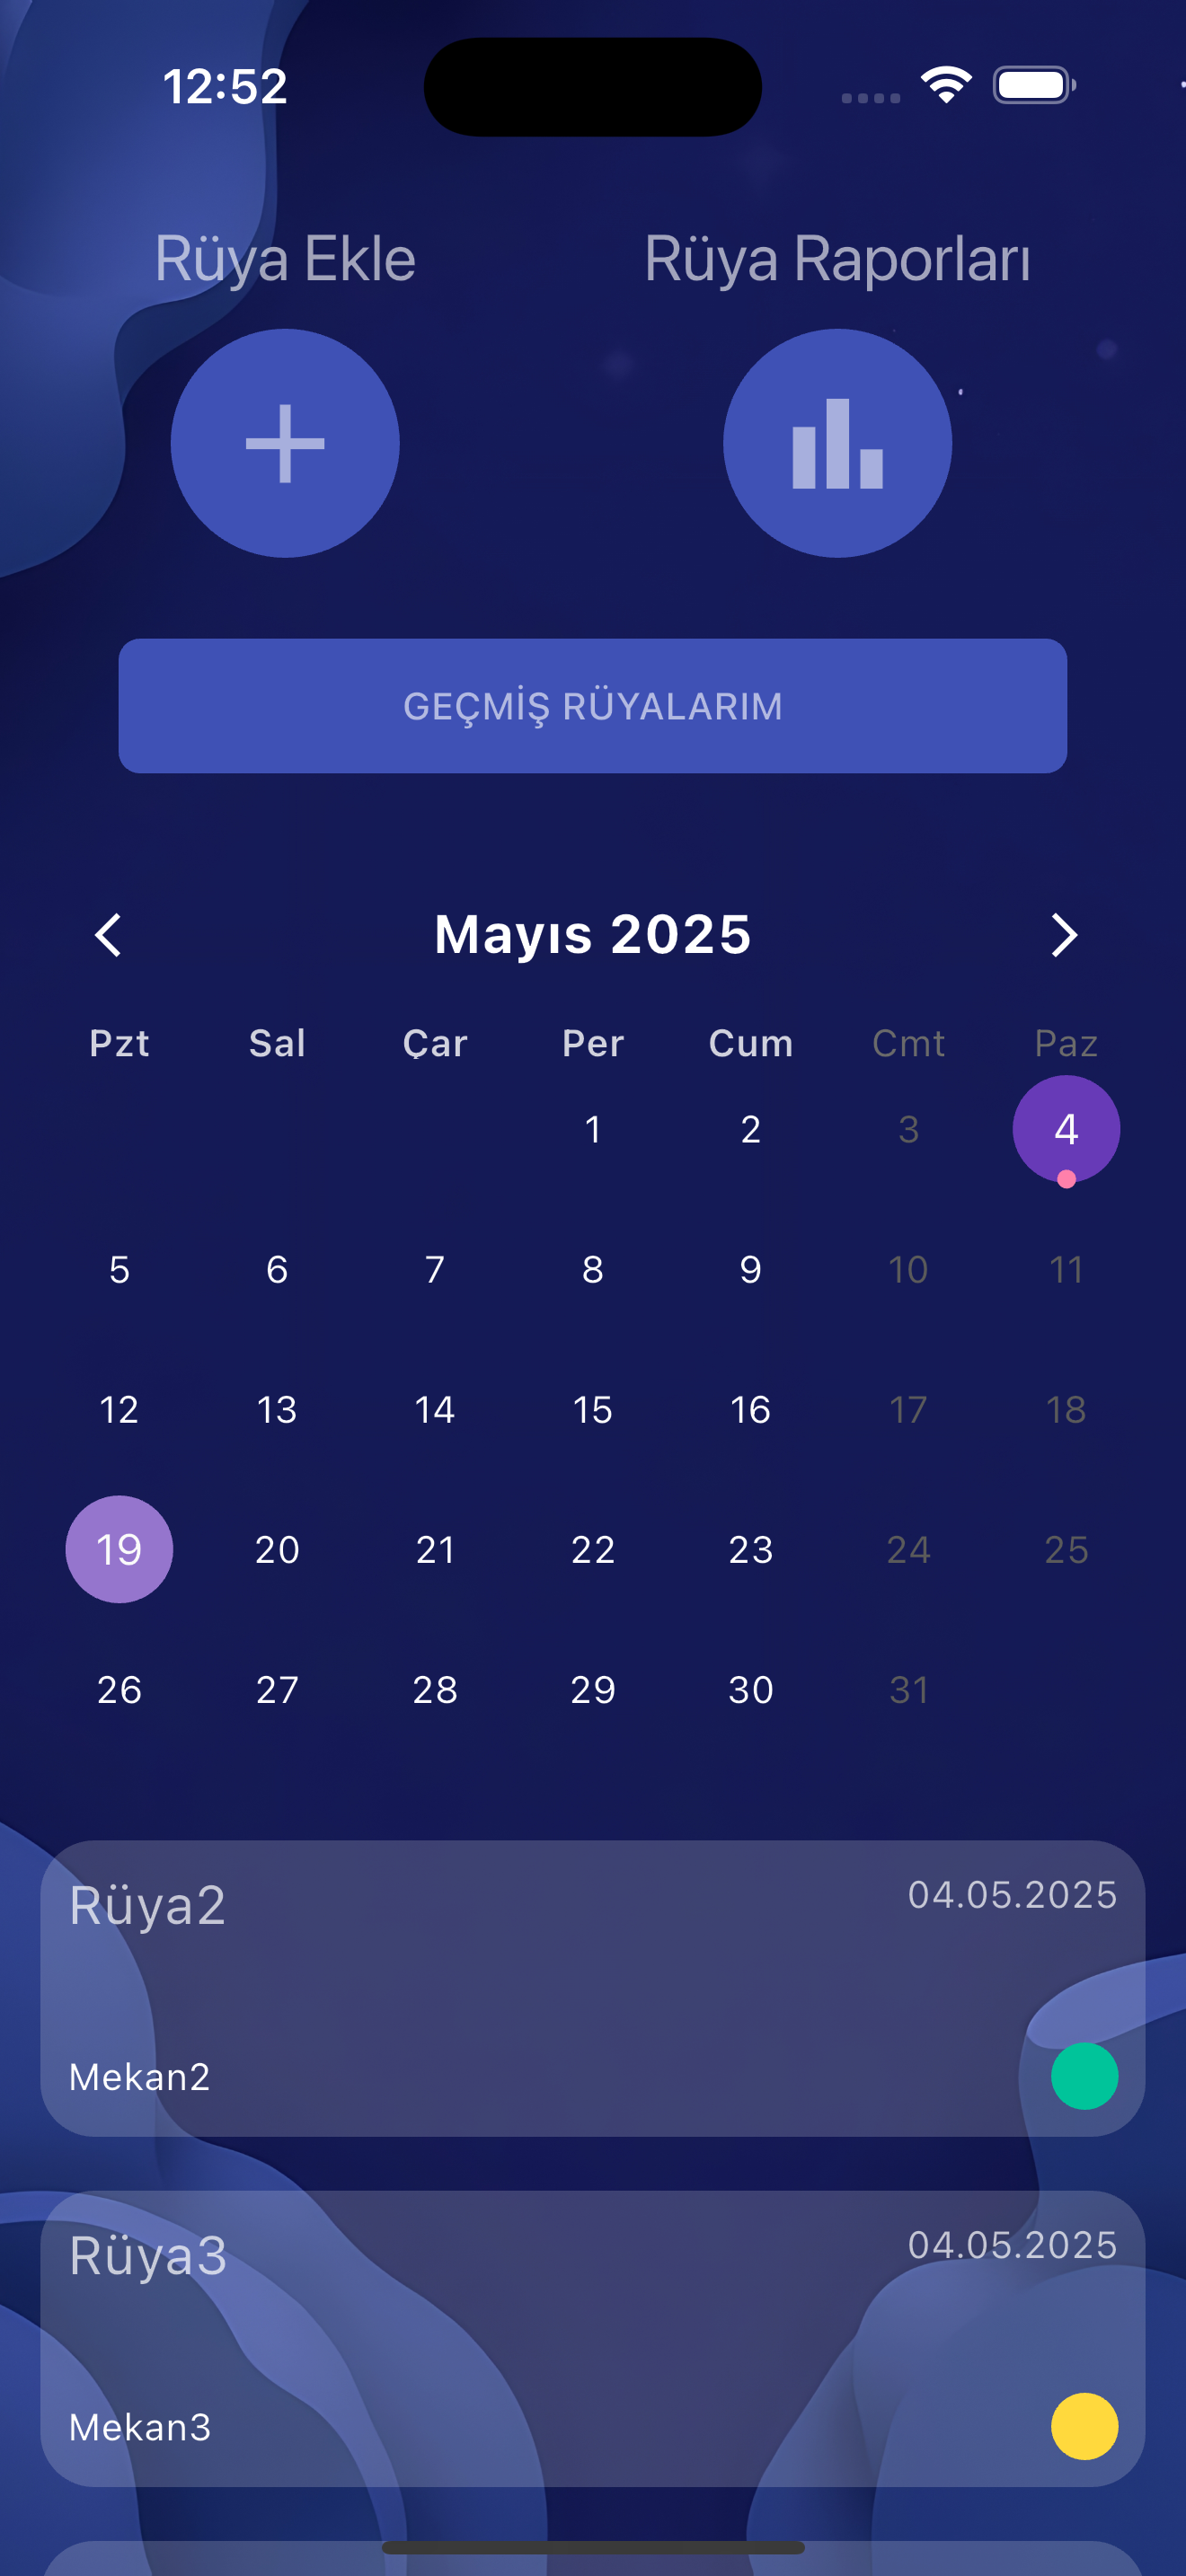 12:52
Rüya Ekle
Rüya Raporları
GEÇMİŞ RÜYALARIM
Mayıs 2025
Pzt Sal Çar Per Cum Cmt Paz
1 2 3 4
5 6 7 8 9 10 11
12 13 14 15 16 17 18
19 20 21 22 23 24 25
26 27 28 29 30 31
Rüya2 04.05.2025
Mekan2
Rüya3 04.05.2025
Mekan3